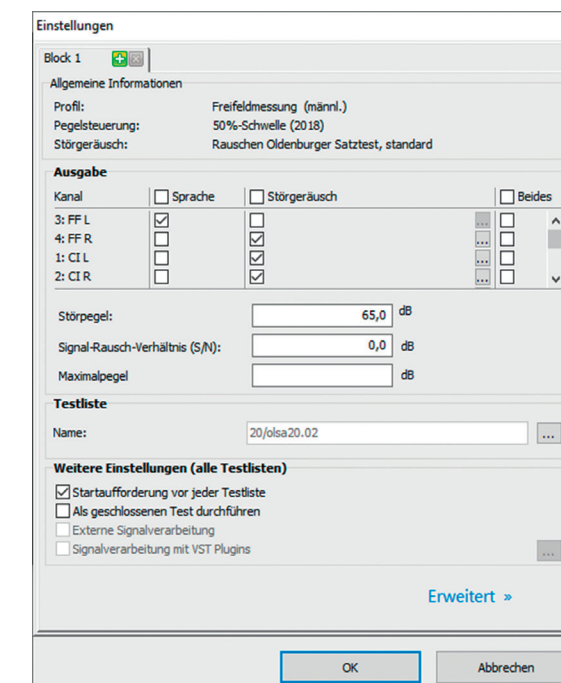 Einstellungen
Block 1
Allgemeine Informationen
Profil: Freifeldmessung (männl.)
Pegelsteuerung: 50%-Schwelle (2018)
Störgeräusch: Rauschen Oldenburger Satztest, standard
Ausgabe
Kanal Sprache Störgeräusch Beides
3: FF L ...
4: FF R ...
1: CI L ...
2: CI R ...
Störpegel: 65,0 dB
Signal-Rausch-Verhältnis (S/N): 0,0 dB
Maximalpegel dB
Testliste
Name: 20/olsa20.02 ...
Weitere Einstellungen (alle Testlisten)
Startaufforderung vor jeder Testliste
Als geschlossenen Test durchführen
Externe Signalverarbeitung
Signalverarbeitung mit VST Plugins ...
Erweitert »
OK Abbrechen